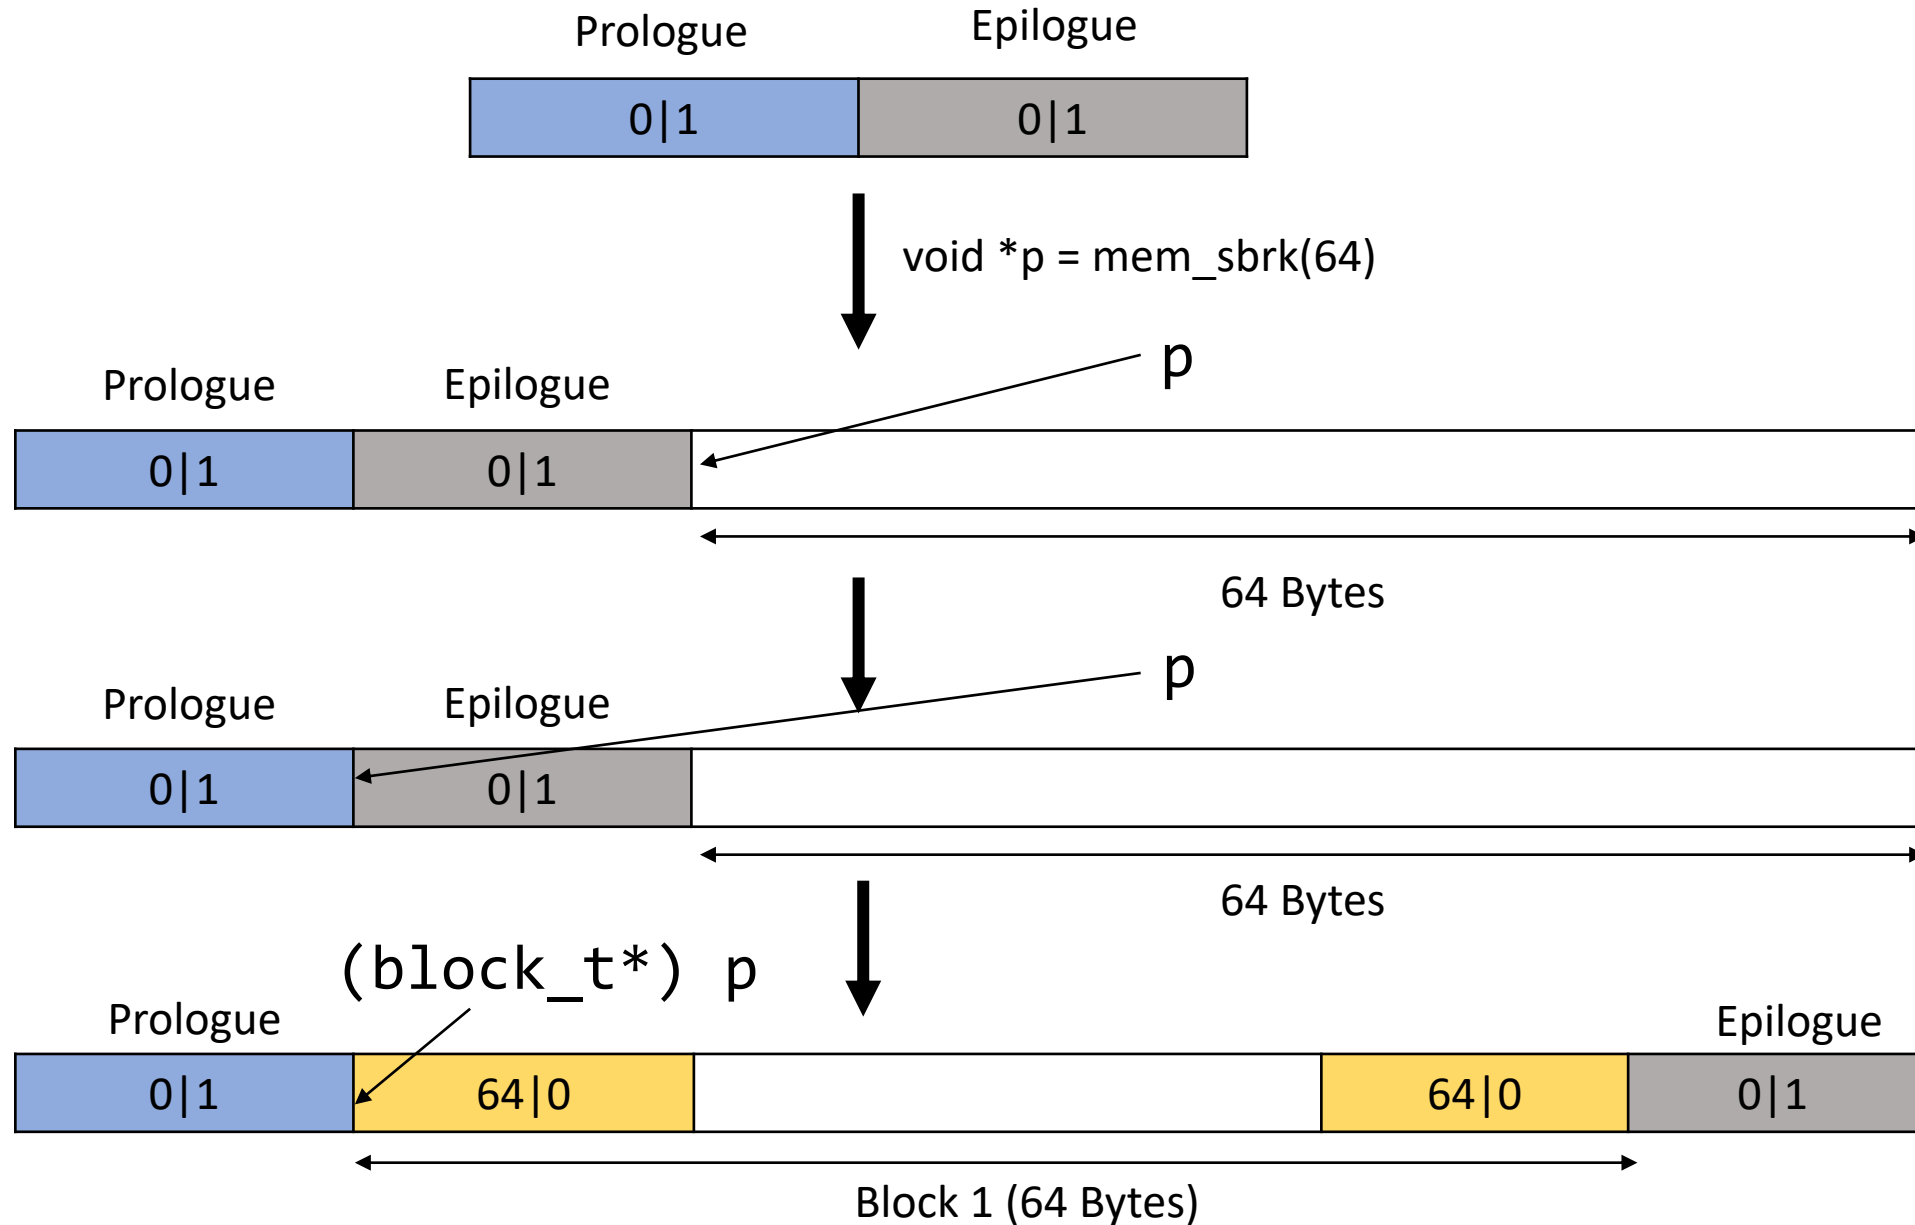 Prologue Epilogue
0|1 0|1
void *p = mem_sbrk(64)
p
Prologue Epilogue
0|1 0|1
64 Bytes
p
Prologue Epilogue
0|1 0|1
64 Bytes
(block_t*) p
Prologue Epilogue
0|1 64|0 64|0 0|1
Block 1 (64 Bytes)